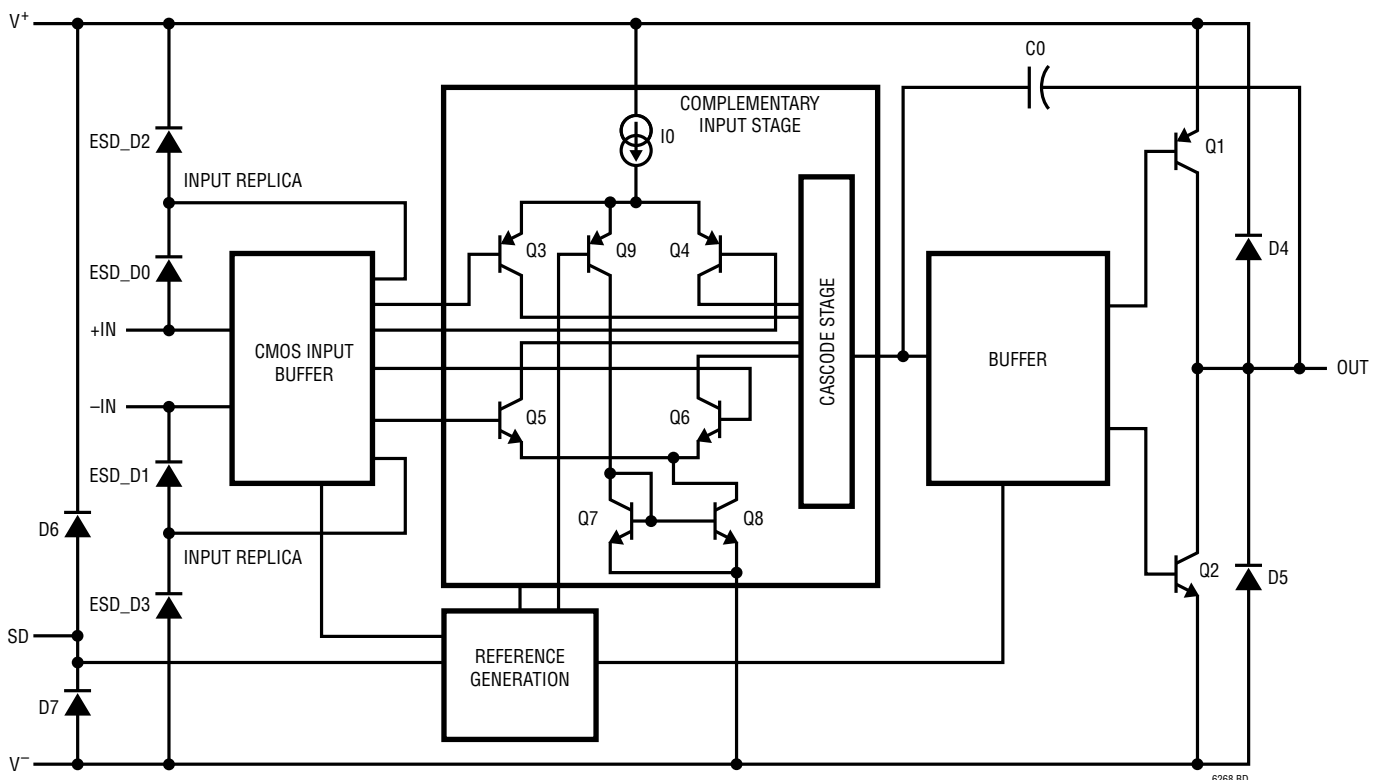 V+
C0
COMPLEMENTARY
INPUT STAGE
I0
ESD_D2
Q1
INPUT REPLICA
Q3
Q9
Q4
D4
ESD_D0
+IN
CMOS INPUT
BUFFER
CASCODE STAGE
BUFFER
OUT
–IN
Q5
Q6
ESD_D1
D6
Q7
Q8
INPUT REPLICA
Q2
D5
ESD_D3
SD
REFERENCE
GENERATION
D7
V–
6268 BD